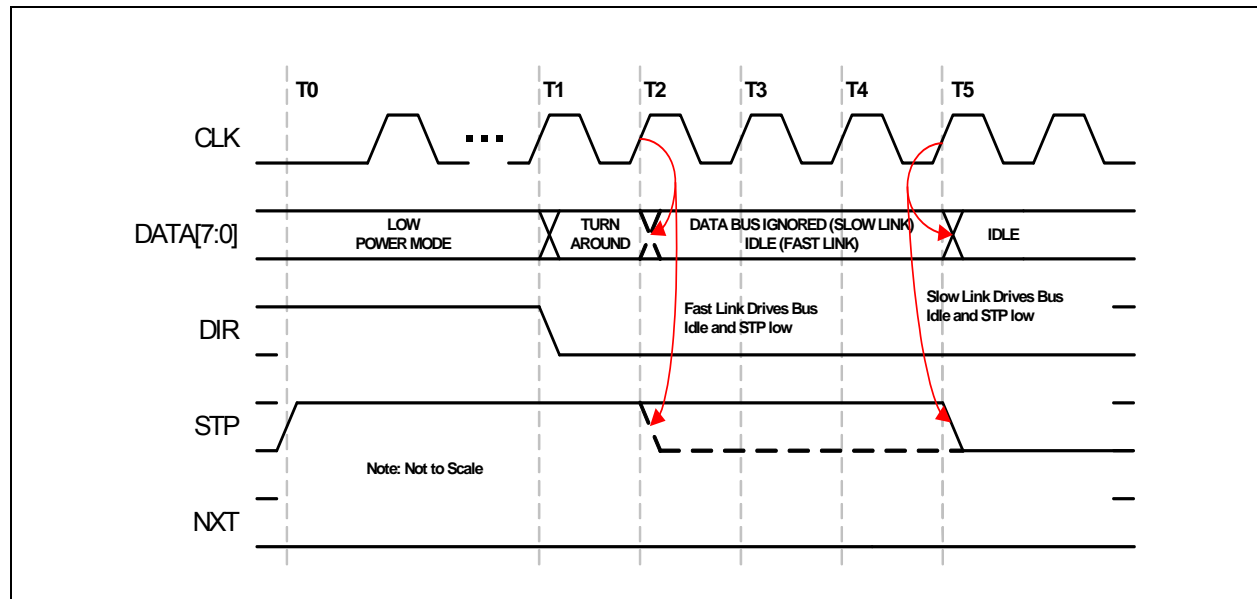 T0
T1
T2
T3
T4
T5
CLK
DATA[7:0]
LOW
POWER MODE
TURN
AROUND
DATA BUS IGNORED (SLOW LINK)
IDLE (FAST LINK)
IDLE
DIR
Fast Link Drives Bus
Idle and STP low
Slow Link Drives Bus
Idle and STP low
STP
Note: Not to Scale
NXT